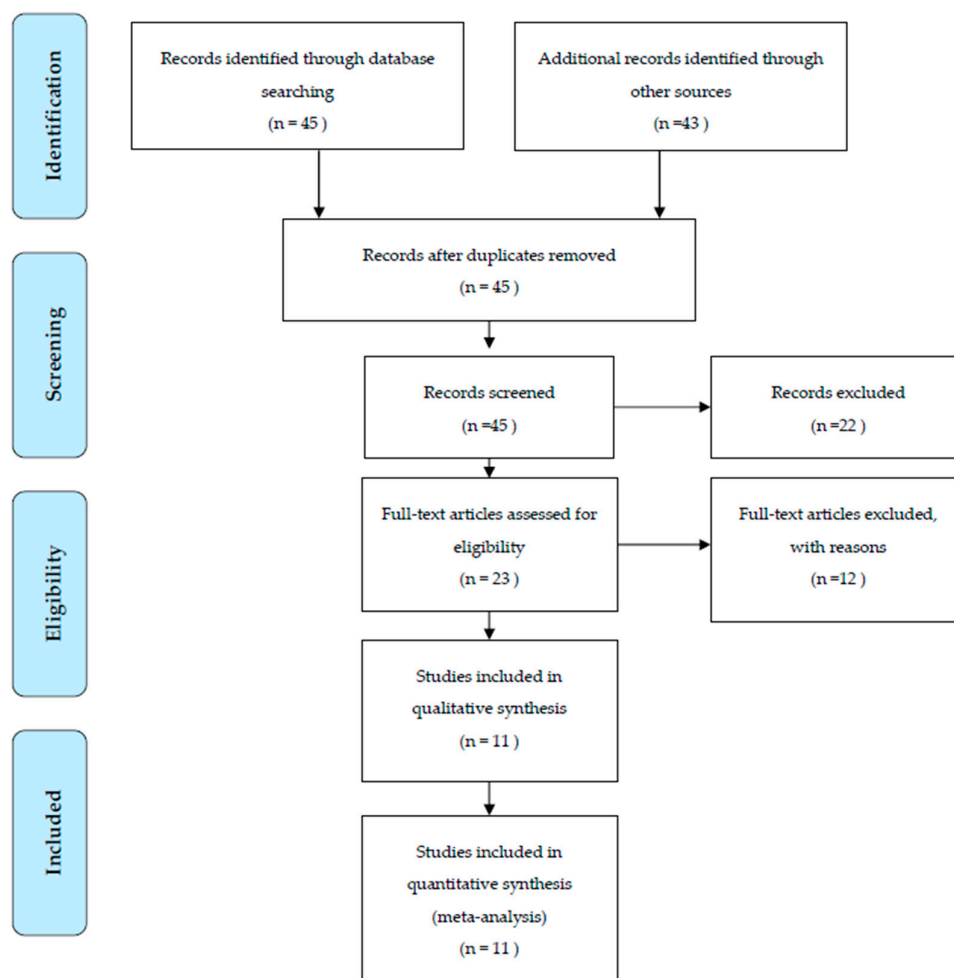 Identification
Records identified through database
searching
(n = 45 )
Additional records identified through
other sources
(n =43 )
Records after duplicates removed
(n = 45 )
Screening
Records screened
(n =45 )
Records excluded
(n =22 )
Eligibility
Full-text articles assessed for
eligibility
(n = 23 )
Full-text articles excluded,
with reasons
(n =12 )
Studies included in
qualitative synthesis
(n = 11 )
Included
Studies included in
quantitative synthesis
(meta-analysis)
(n = 11 )